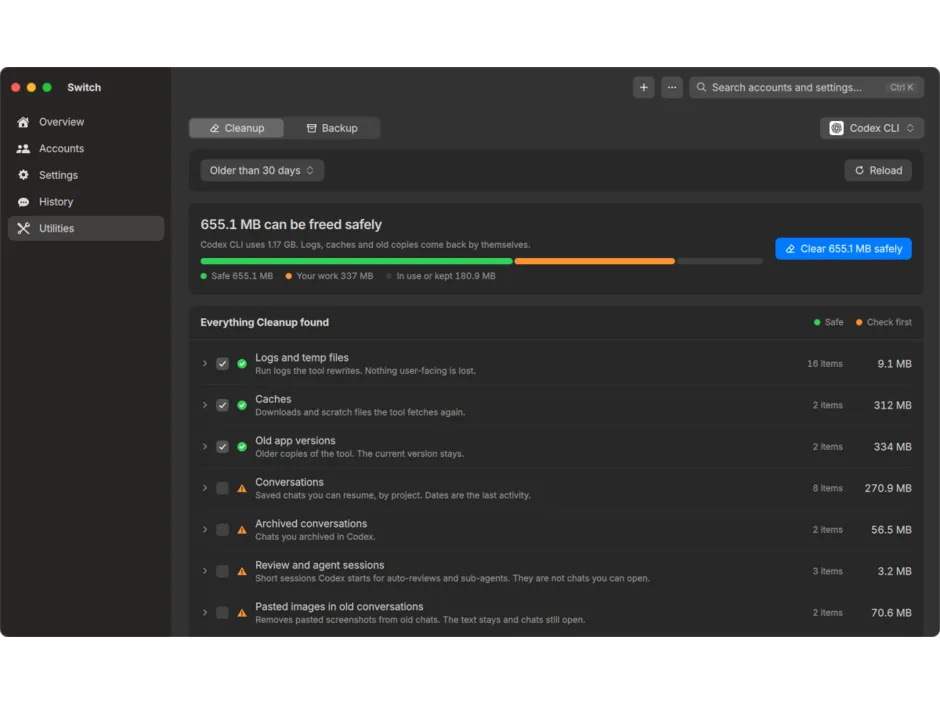 Switch
+
...
Search accounts and settings...
Ctrl K
Overview
Accounts
Settings
History
Utilities
Cleanup
Backup
Codex CLI
Older than 30 days
Reload
655.1 MB can be freed safely
Codex CLI uses 1.17 GB. Logs, caches and old copies come back by themselves.
Clear 655.1 MB safely
Safe 655.1 MB
Your work 337 MB
In use or kept 180.9 MB
Everything Cleanup found
Safe
Check first
Logs and temp files
Run logs the tool rewrites. Nothing user-facing is lost.
16 items
9.1 MB
Caches
Downloads and scratch files the tool fetches again.
2 items
312 MB
Old app versions
Older copies of the tool. The current version stays.
2 items
334 MB
Conversations
Saved chats you can resume, by project. Dates are the last activity.
8 items
270.9 MB
Archived conversations
Chats you archived in Codex.
2 items
56.5 MB
Review and agent sessions
Short sessions Codex starts for auto-reviews and sub-agents. They are not chats you can open.
3 items
3.2 MB
Pasted images in old conversations
Removes pasted screenshots from old chats. The text stays and chats still open.
2 items
70.6 MB